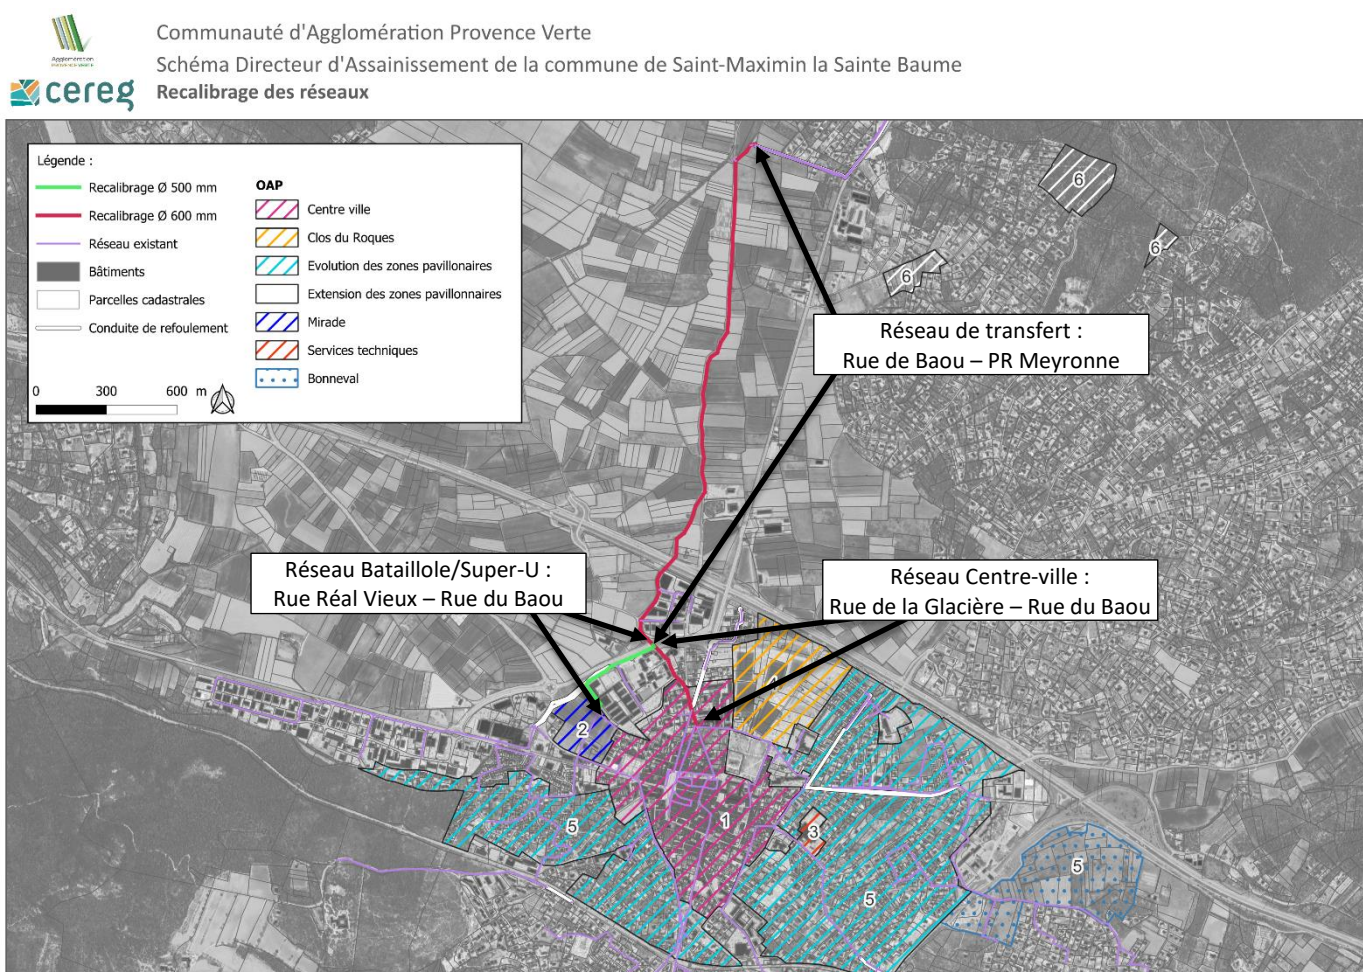 Agglomération
PROVENCE VERTE
cereg
Communauté d'Agglomération Provence Verte
Schéma Directeur d'Assainissement de la commune de Saint-Maximin la Sainte Baume
Recalibrage des réseaux
Légende :
Recalibrage Ø 500 mm
Recalibrage Ø 600 mm
Réseau existant
Bâtiments
Parcelles cadastrales
Conduite de refoulement
0 300 600 m
OAP
Centre ville
Clos du Roques
Evolution des zones pavillonaires
Extension des zones pavillonnaires
Mirade
Services techniques
Bonneval
6
6
6
Réseau de transfert :
Rue de Baou – PR Meyronne
Réseau Bataillole/Super-U :
Rue Réal Vieux – Rue du Baou
Réseau Centre-ville :
Rue de la Glacière – Rue du Baou
4
2
1
3
5
5
5